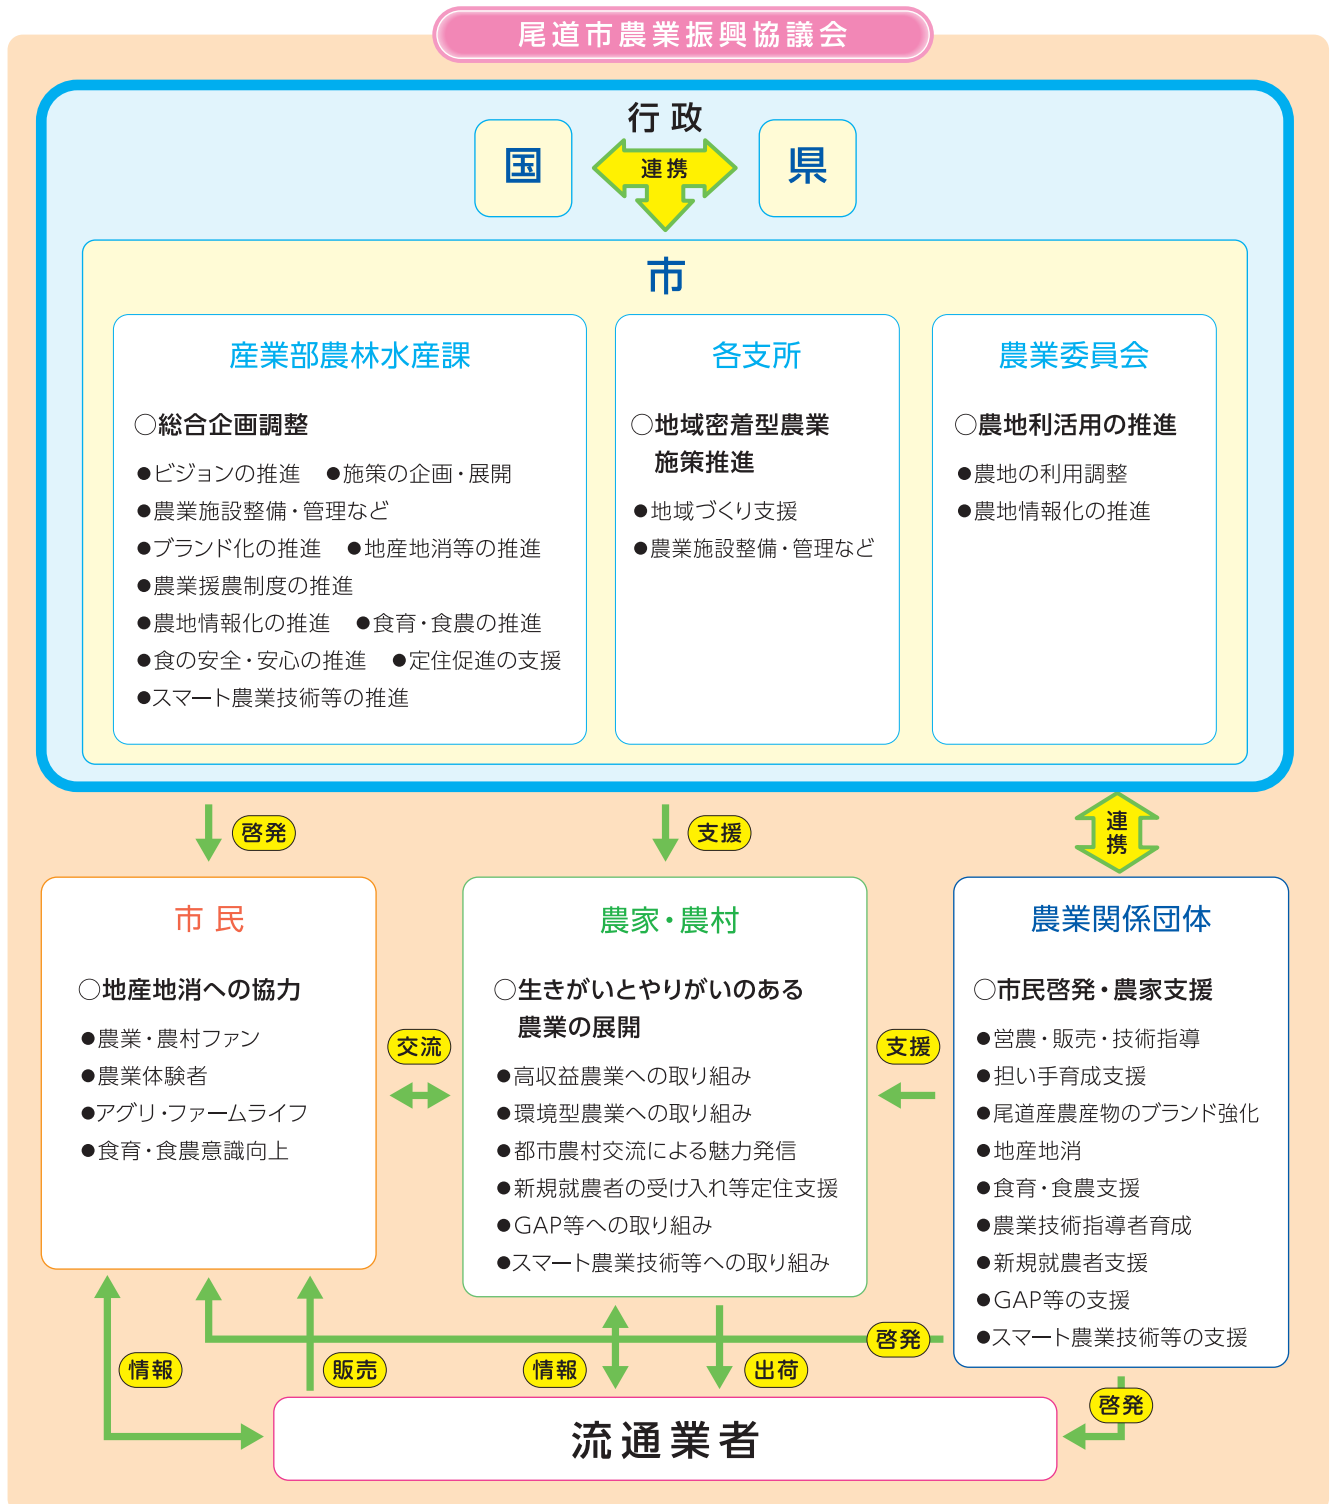 尾道市農業振興協議会
行政
国
連携
県
市
産業部農林水産課
○総合企画調整
●ビジョンの推進 ●施策の企画・展開
●農業施設整備・管理など
●ブランド化の推進 ●地産地消等の推進
●農業援農制度の推進
●農地情報化の推進 ●食育・食農の推進
●食の安全・安心の推進 ●定住促進の支援
●スマート農業技術等の推進
各支所
○地域密着型農業
施策推進
●地域づくり支援
●農業施設整備・管理など
農業委員会
○農地利活用の推進
●農地の利用調整
●農地情報化の推進
啓発
支援
連携
市民
○地産地消への協力
●農業・農村ファン
●農業体験者
●アグリ・ファームライフ
●食育・食農意識向上
交流
農家・農村
○生きがいとやりがいのある
農業の展開
●高収益農業への取り組み
●環境型農業への取り組み
●都市農村交流による魅力発信
●新規就農者の受け入れ等定住支援
●GAP等への取り組み
●スマート農業技術等への取り組み
支援
農業関係団体
○市民啓発・農家支援
●営農・販売・技術指導
●担い手育成支援
●尾道産農産物のブランド強化
●地産地消
●食育・食農支援
●農業技術指導者育成
●新規就農者支援
●GAP等の支援
●スマート農業技術等の支援
啓発
情報
販売
情報
出荷
啓発
流通業者